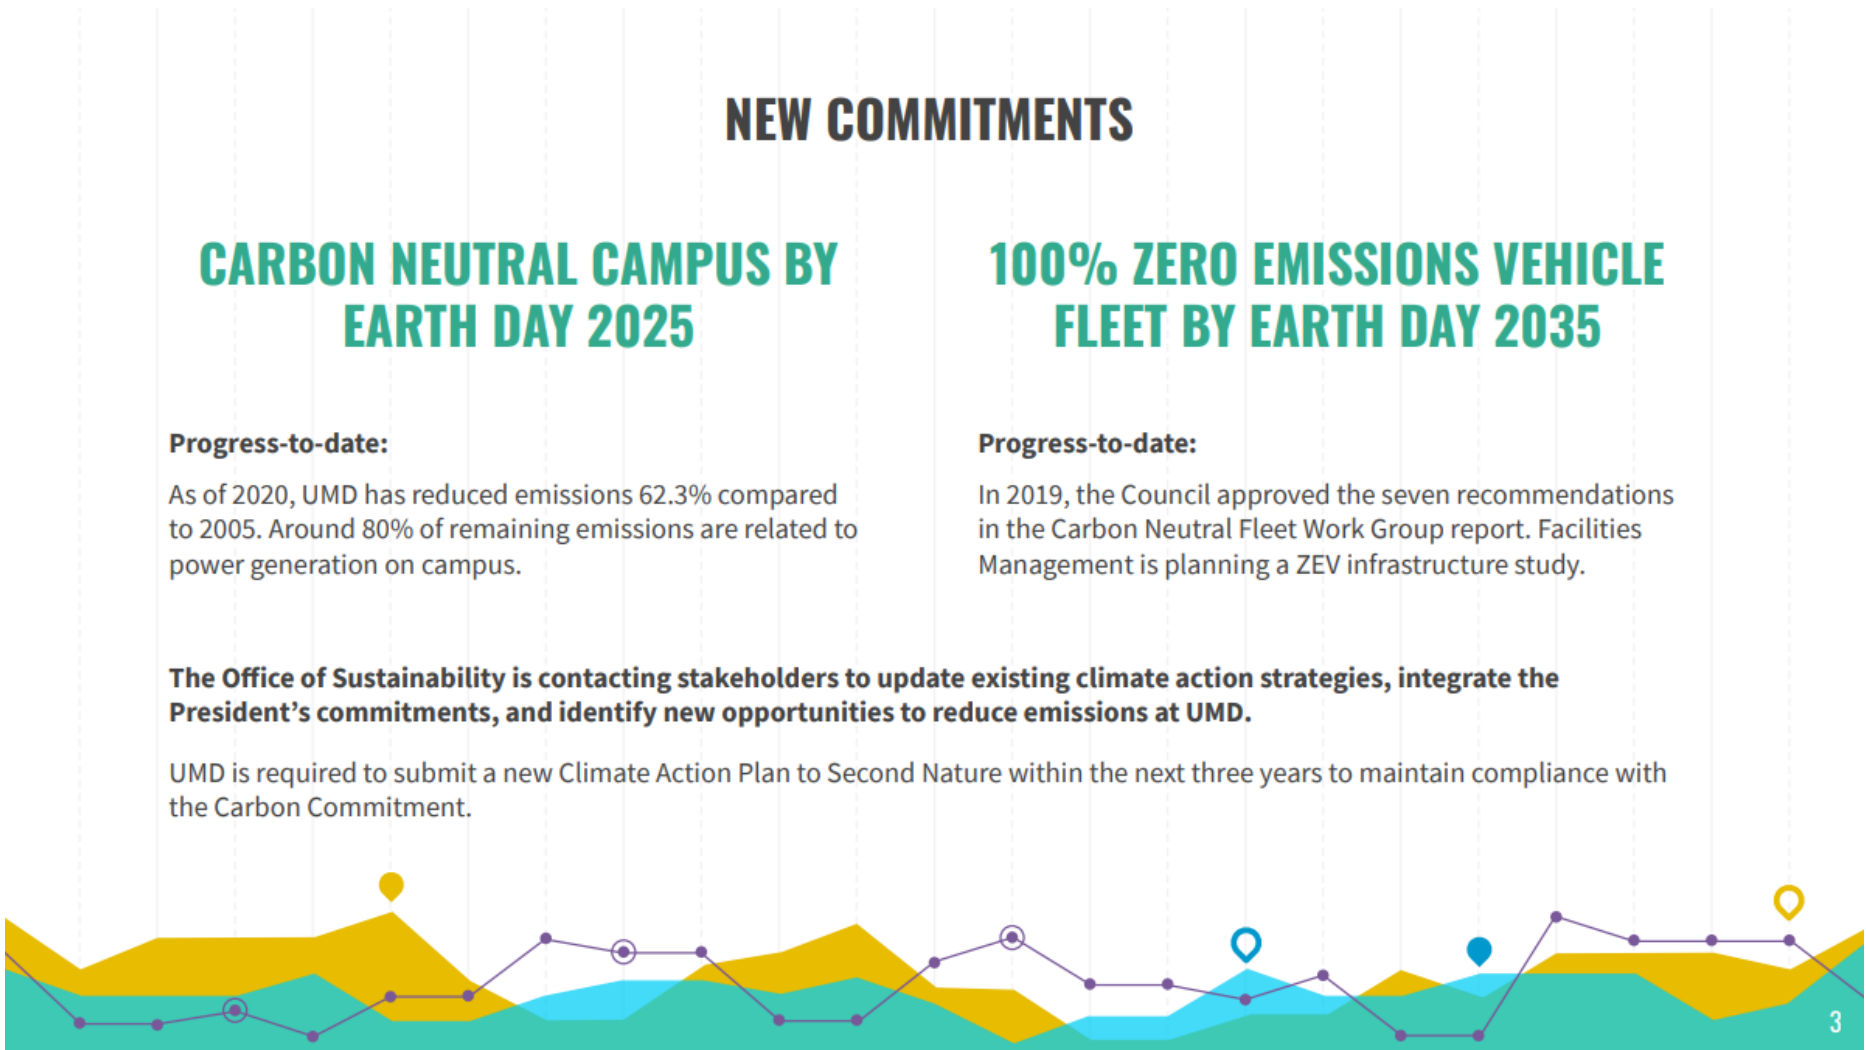 NEW COMMITMENTS
CARBON NEUTRAL CAMPUS BY
EARTH DAY 2025
Progress-to-date:
As of 2020, UMD has reduced emissions 62.3% compared
to 2005. Around 80% of remaining emissions are related to
power generation on campus.
100% ZERO EMISSIONS VEHICLE
FLEET BY EARTH DAY 2035
Progress-to-date:
In 2019, the Council approved the seven recommendations
in the Carbon Neutral Fleet Work Group report. Facilities
Management is planning a ZEV infrastructure study.
The Office of Sustainability is contacting stakeholders to update existing climate action strategies, integrate the
President’s commitments, and identify new opportunities to reduce emissions at UMD.
UMD is required to submit a new Climate Action Plan to Second Nature within the next three years to maintain compliance with
the Carbon Commitment.
3